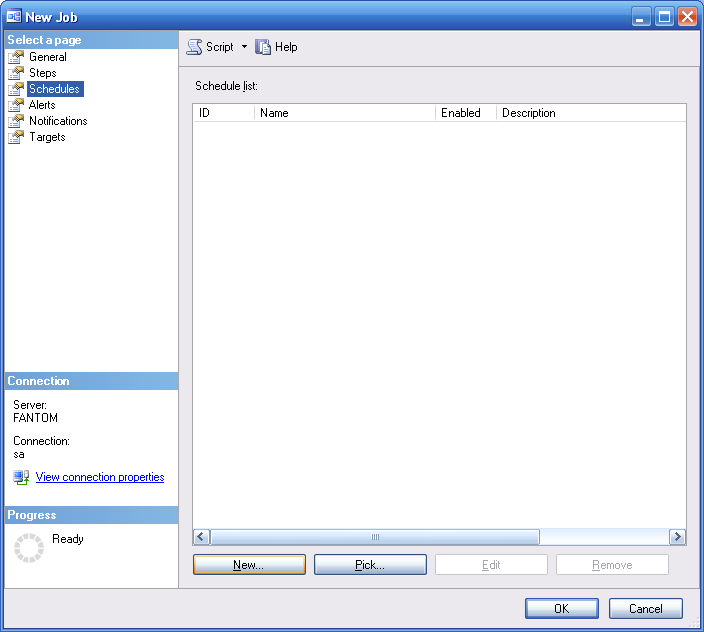 New Job
Select a page
General
Steps
Schedules
Alerts
Notifications
Targets
Script Help
Schedule list:
ID Name Enabled Description
Connection
Server:
FANTOM
Connection:
sa
View connection properties
Progress
Ready
New... Pick... Edit Remove
OK Cancel